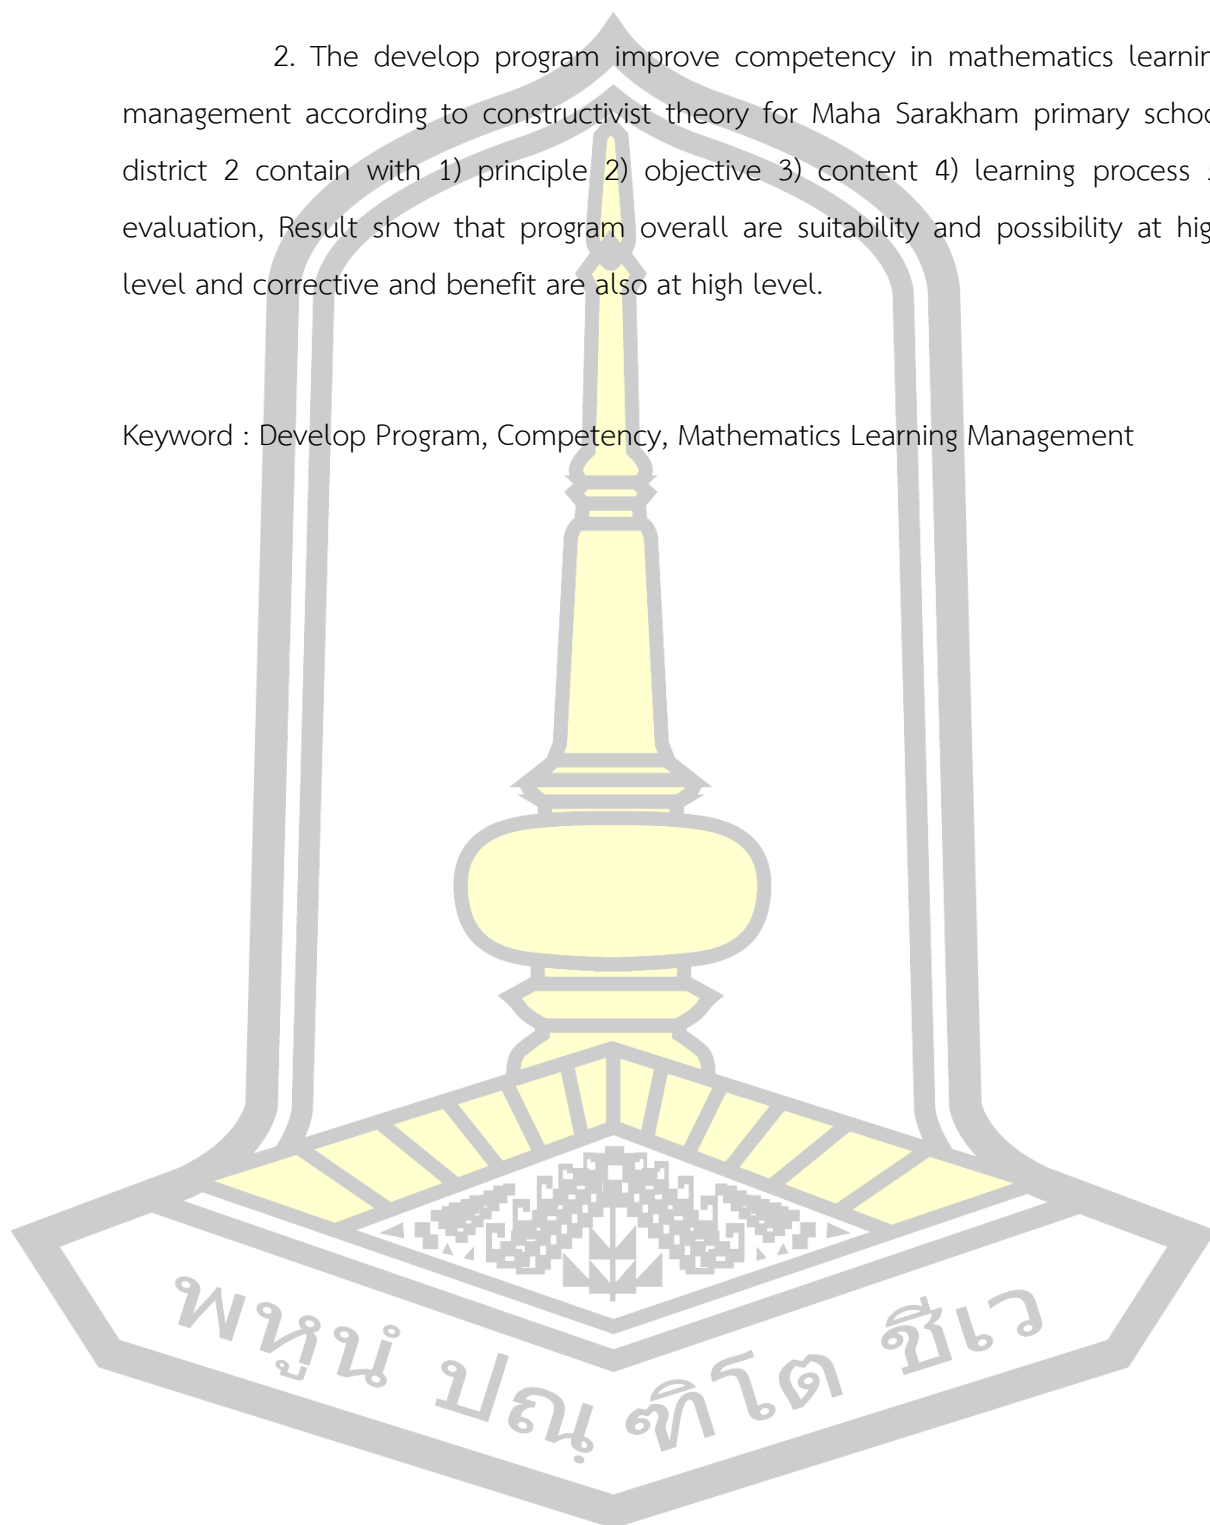 2. The develop program improve competency in mathematics learnin
management according to constructivist theory for Maha Sarakham primary schoo
district 2 contain with 1) principle 2) objective 3) content 4) learning process
evaluation, Result show that program overall are suitability and possibility at hig
level and corrective and benefit are also at high level.
Keyword : Develop Program, Competency, Mathematics Learning Management
พหูนํ ปณฺฑิโต ชีเว